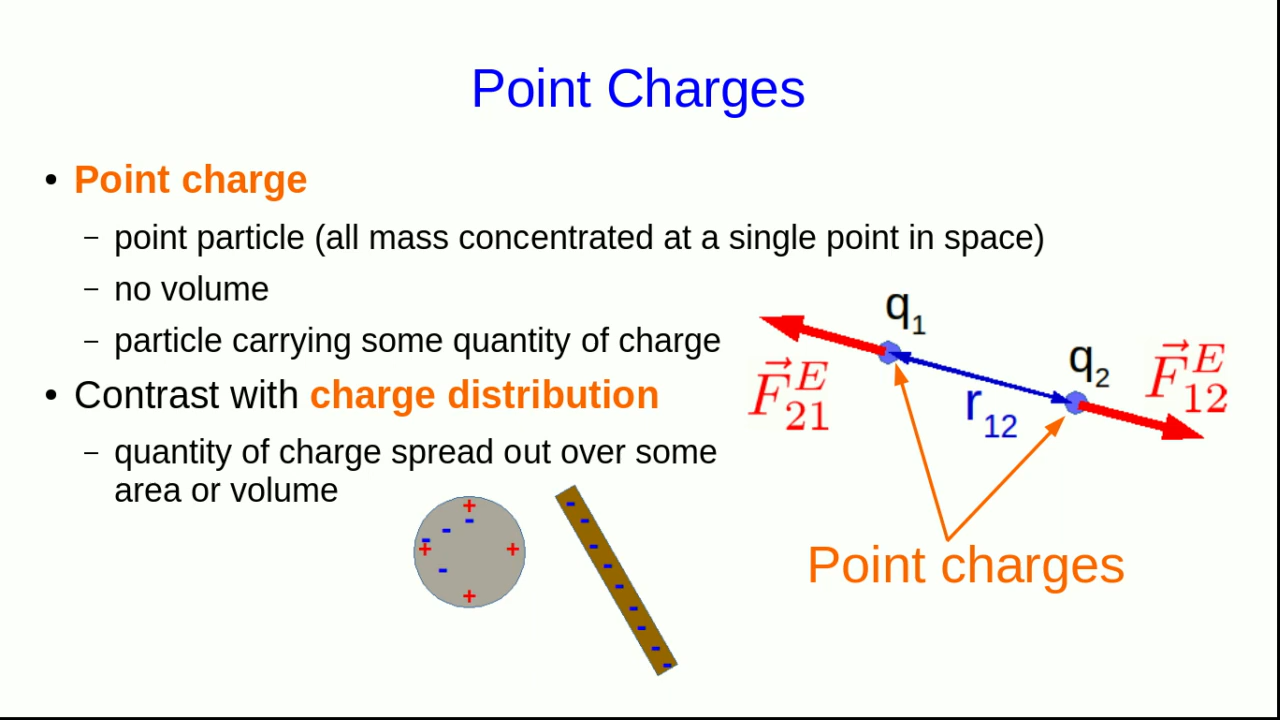 Point Charges
• Point charge
– point particle (all mass concentrated at a single point in space)
– no volume
– particle carrying some quantity of charge
• Contrast with charge distribution
– quantity of charge spread out over some
area or volume
q₁
q₂
F⃗₂₁ᴱ
F⃗₁₂ᴱ
r₁₂
Point charges
+
-
-
-
+
+
-
+
-
-
-
-
-
-
-
-
-